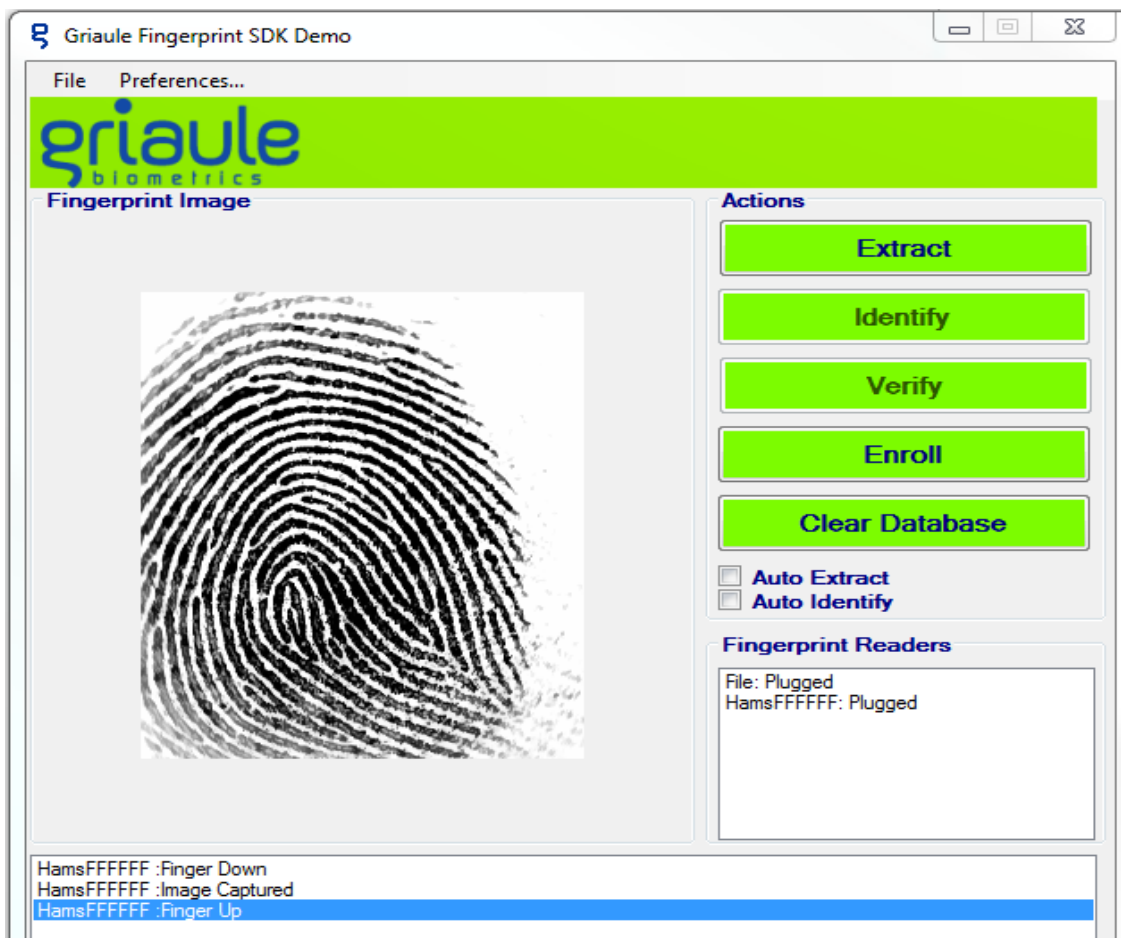 Griaule Fingerprint SDK Demo
File Preferences...
griaule
biometrics
Fingerprint Image
Actions
Extract
Identify
Verify
Enroll
Clear Database
Auto Extract
Auto Identify
Fingerprint Readers
File: Plugged
HamsFFFFFF: Plugged
HamsFFFFFF :Finger Down
HamsFFFFFF :Image Captured
HamsFFFFFF :Finger Up